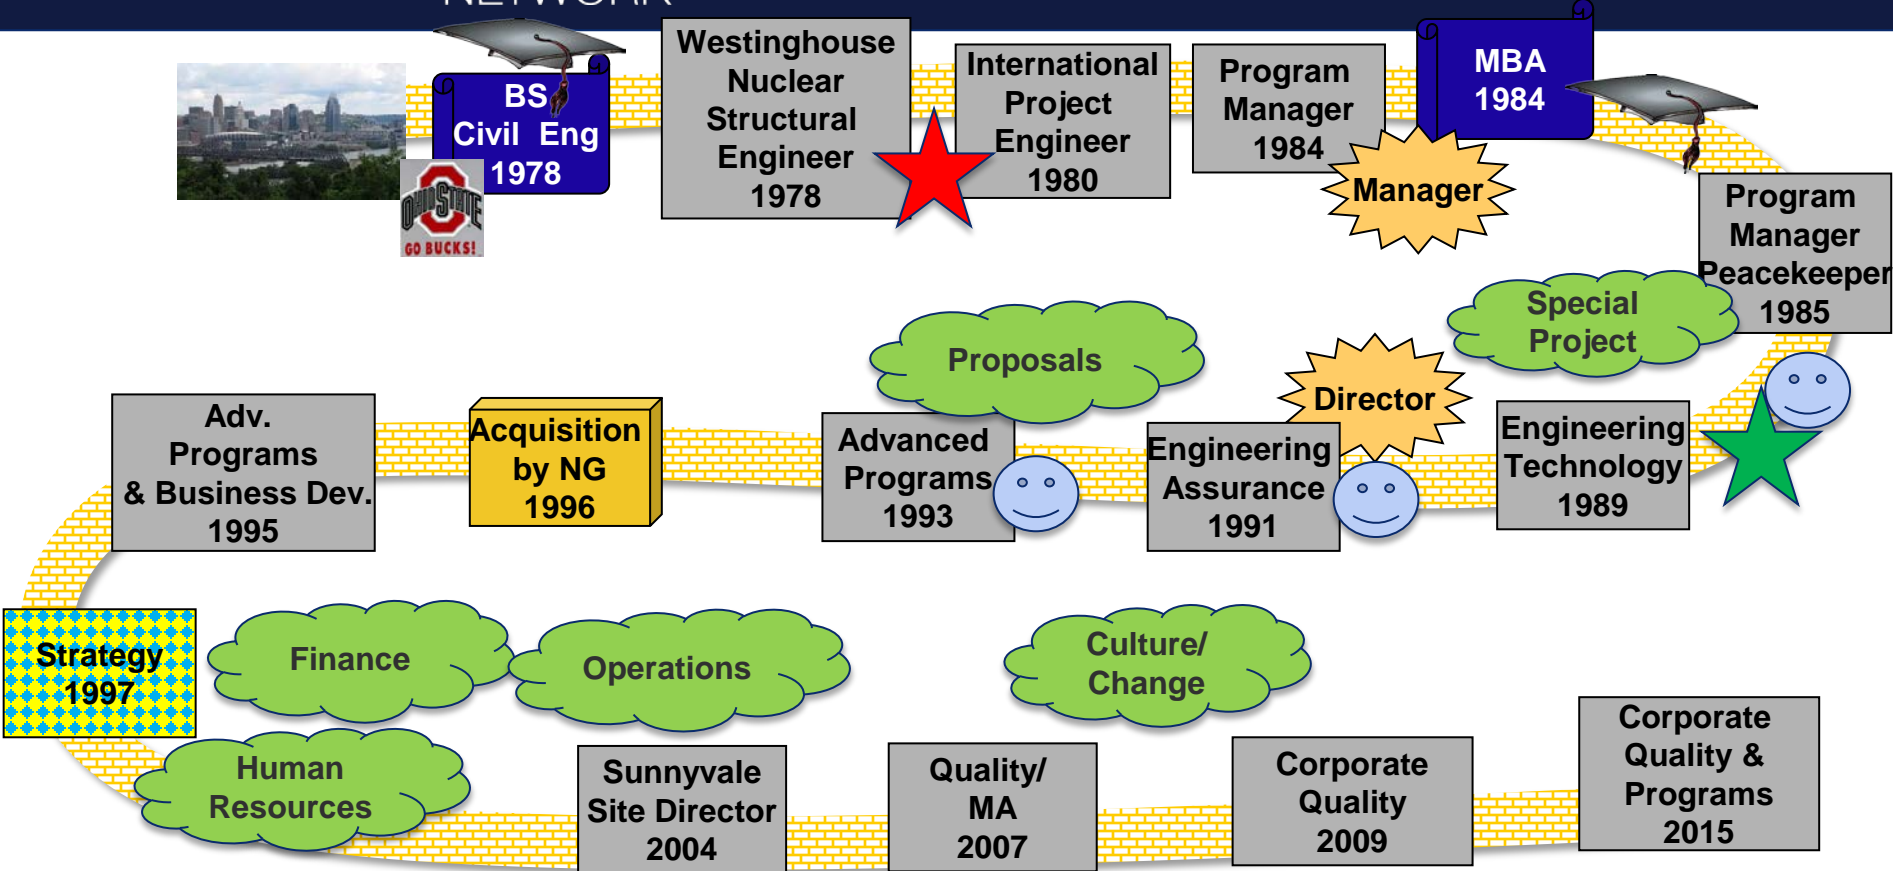 NETWORK
BS
Civil Eng
1978
OHIO STATE
GO BUCKS!
Westinghouse
Nuclear
Structural
Engineer
1978
International
Project
Engineer
1980
Program
Manager
1984
Manager
MBA
1984
Program
Manager
Peacekeeper
1985
Special
Project
Engineering
Technology
1989
Director
Engineering
Assurance
1991
Proposals
Advanced
Programs
1993
Acquisition
by NG
1996
Adv.
Programs
& Business Dev.
1995
Strategy
1997
Finance
Operations
Culture/
Change
Human
Resources
Sunnyvale
Site Director
2004
Quality/
MA
2007
Corporate
Quality
2009
Corporate
Quality &
Programs
2015